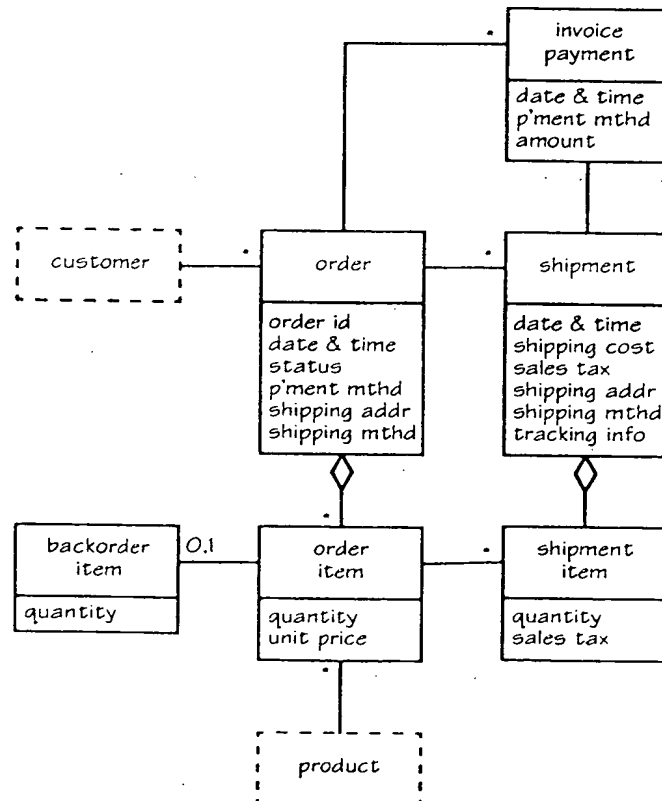 invoice
payment
date & time
p'ment mthd
amount
customer
*
order
*
shipment
*
order id
date & time
status
p'ment mthd
shipping addr
shipping mthd
date & time
shipping cost
sales tax
shipping addr
shipping mthd
tracking info
backorder
item
quantity
0.1
*
order
item
quantity
unit price
*
*
shipment
item
quantity
sales tax
product